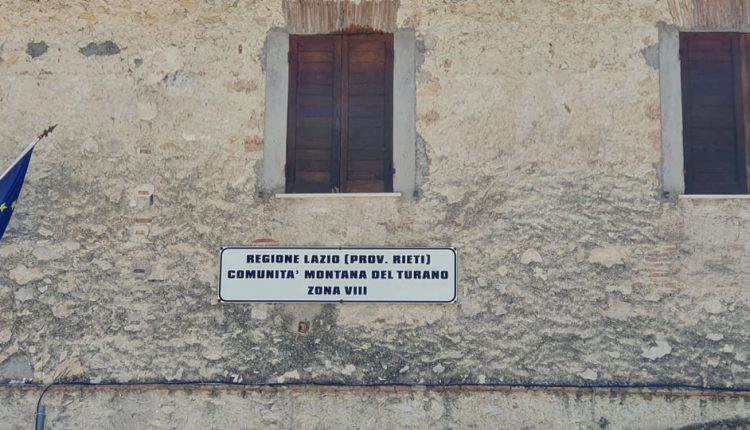 REGIONE LAZIO (PROV. RIETI)
COMUNITA' MONTANA DEL TURANO
ZONA VIII